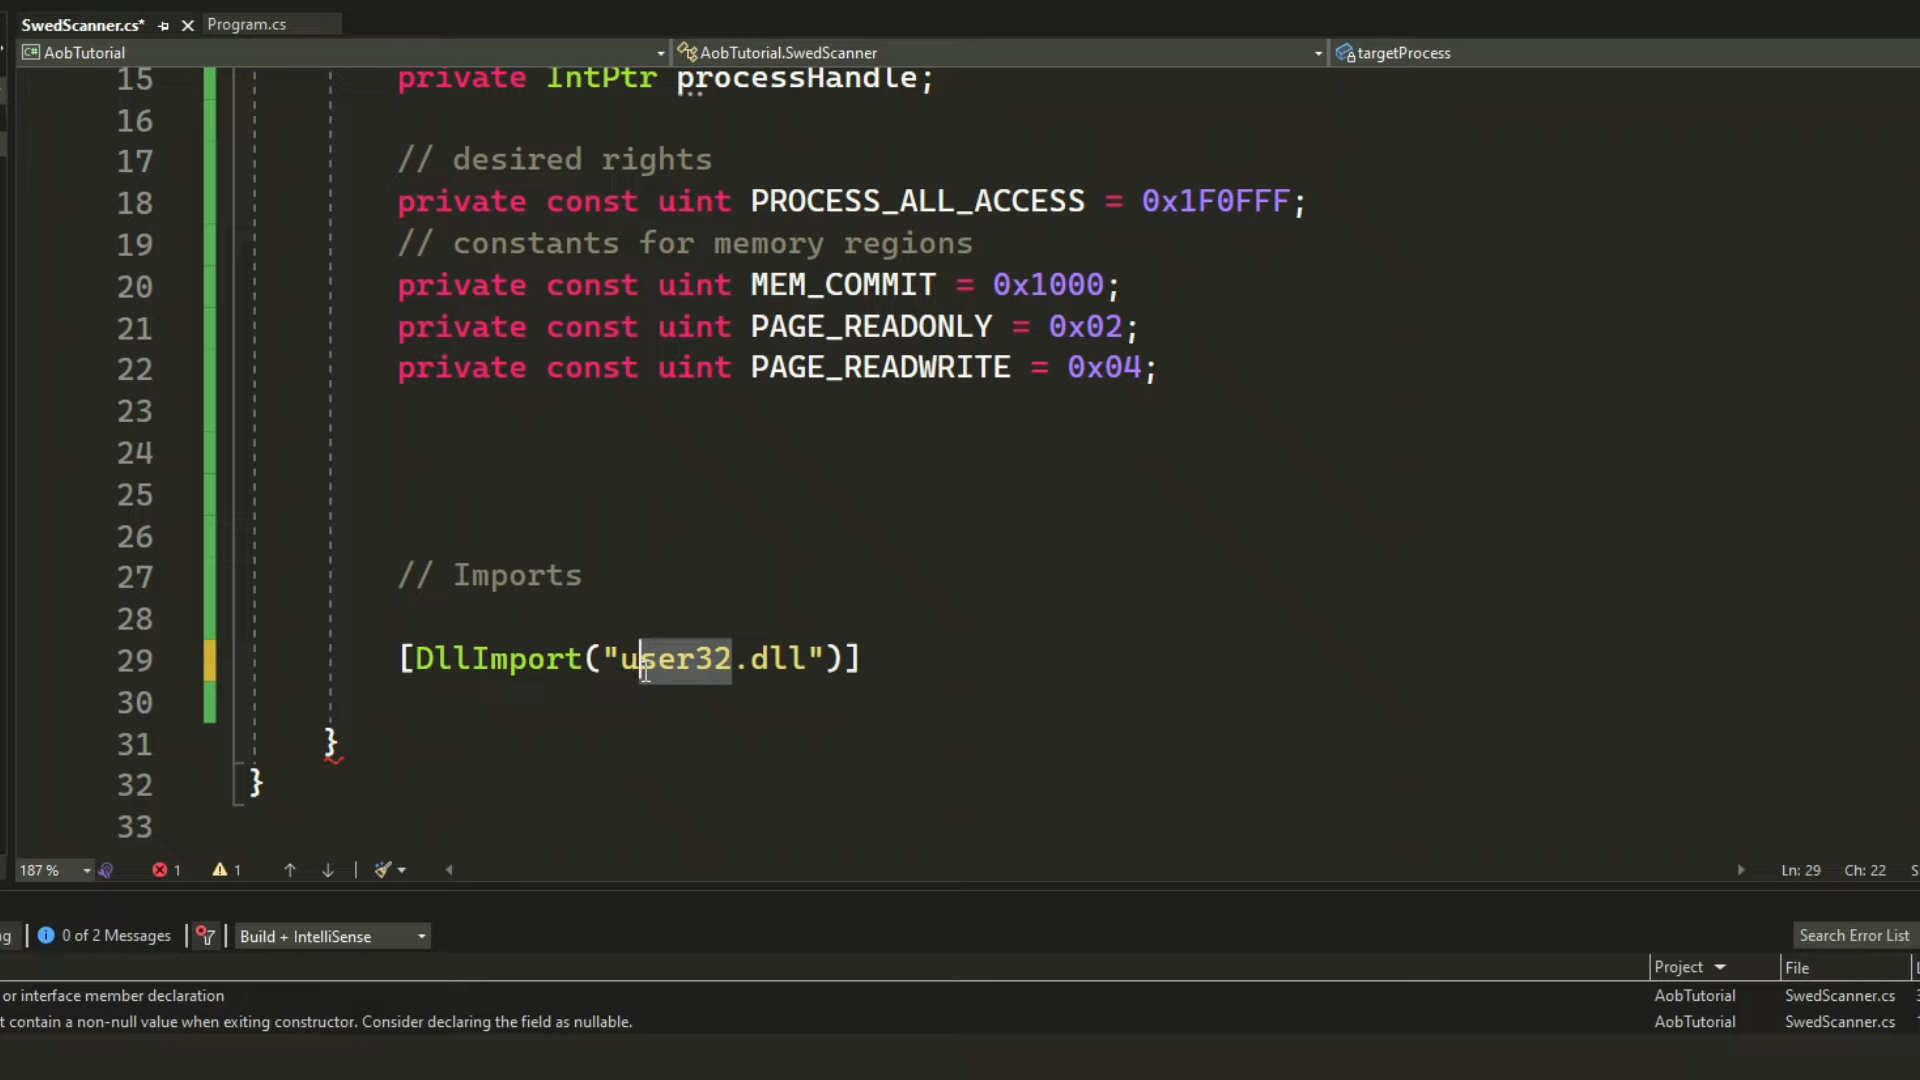 SwedScanner.cs* Program.cs
C# AobTutorial AobTutorial.SwedScanner targetProcess
15 private IntPtr processHandle;
16
17 // desired rights
18 private const uint PROCESS_ALL_ACCESS = 0x1F0FFF;
19 // constants for memory regions
20 private const uint MEM_COMMIT = 0x1000;
21 private const uint PAGE_READONLY = 0x02;
22 private const uint PAGE_READWRITE = 0x04;
23
24
25
26
27 // Imports
28
29 [DllImport("user32.dll")]
30
31 }
32 }
33
187 % 1 1 Ln: 29 Ch: 22 S
ng 0 of 2 Messages Build + IntelliSense Search Error List
Project File L
or interface member declaration AobTutorial SwedScanner.cs 3
t contain a non-null value when exiting constructor. Consider declaring the field as nullable. AobTutorial SwedScanner.cs 1